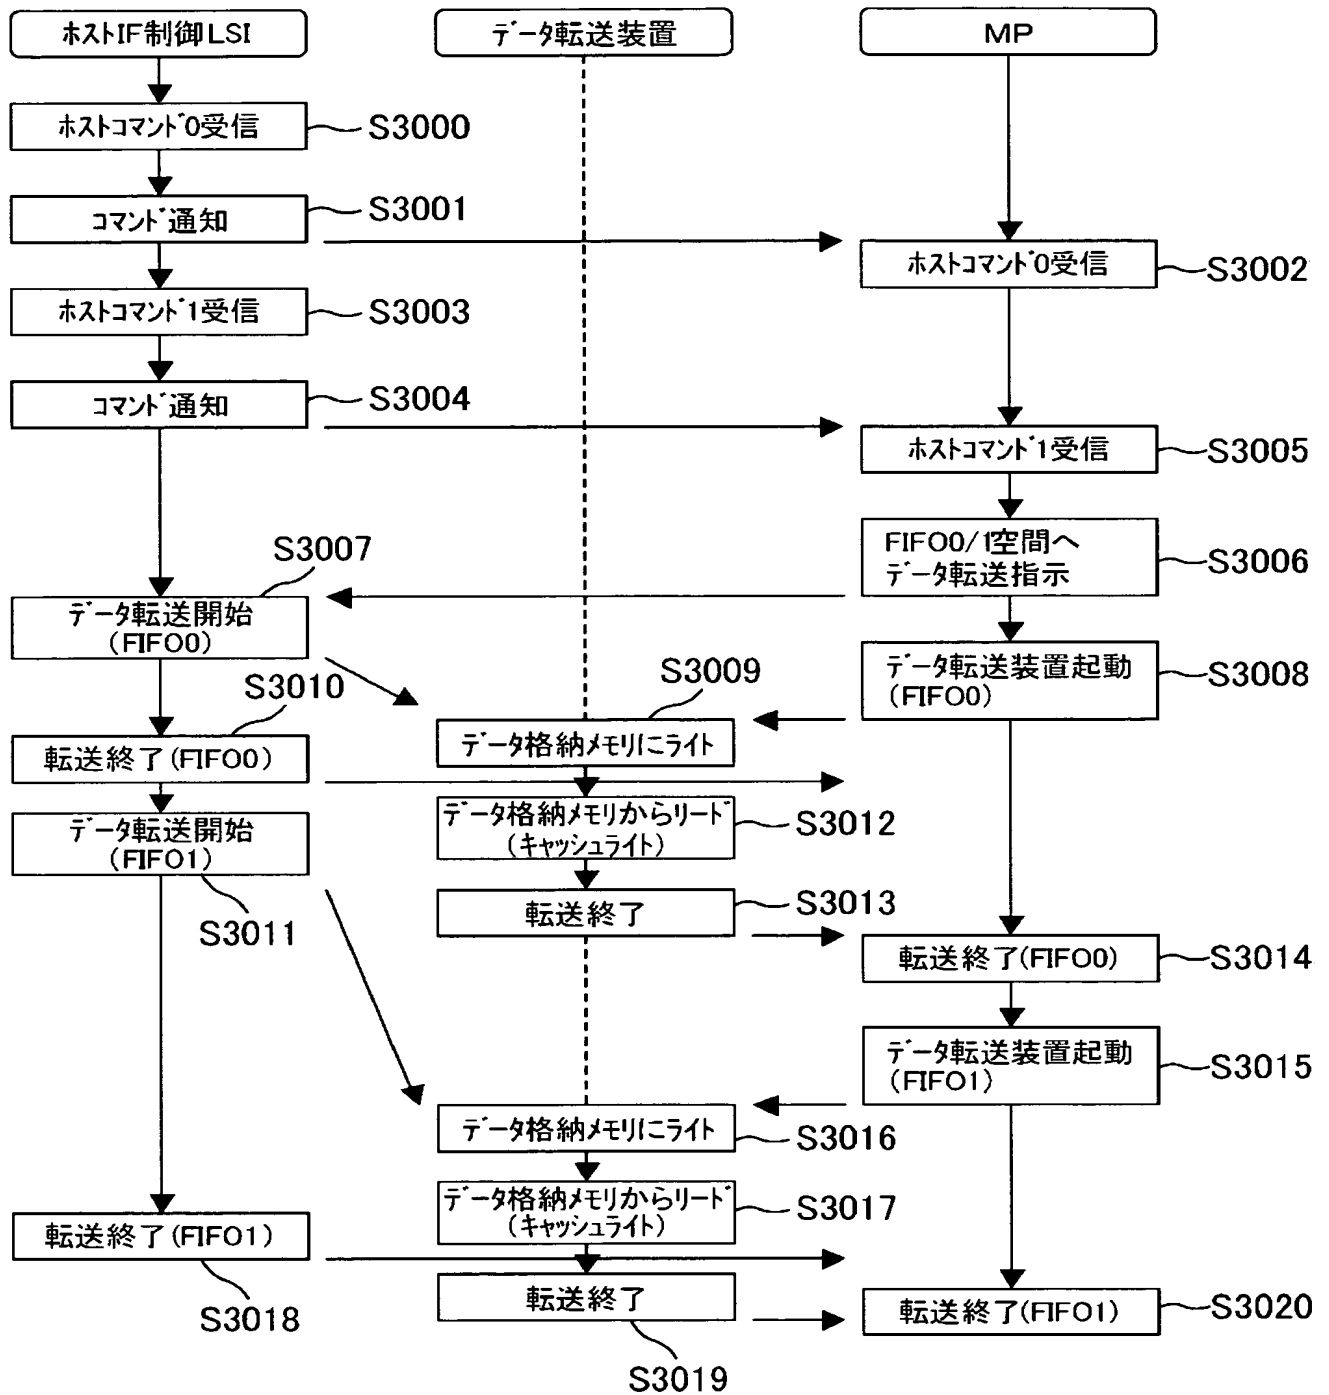 ホストIF制御LSI
データ転送装置
MP
ホストコマンド0受信
S3000
コマンド通知
S3001
ホストコマンド0受信
S3002
ホストコマンド1受信
S3003
コマンド通知
S3004
ホストコマンド1受信
S3005
FIFO0/1空間へ
データ転送指示
S3006
S3007
データ転送開始
(FIFO0)
データ転送装置起動
(FIFO0)
S3008
S3009
データ格納メモリにライト
S3010
転送終了(FIFO0)
データ転送開始
(FIFO1)
S3011
データ格納メモリからリード
(キャッシュライト)
S3012
転送終了
S3013
転送終了(FIFO0)
S3014
データ転送装置起動
(FIFO1)
S3015
データ格納メモリにライト
S3016
データ格納メモリからリード
(キャッシュライト)
S3017
転送終了(FIFO1)
S3018
転送終了
S3019
転送終了(FIFO1)
S3020